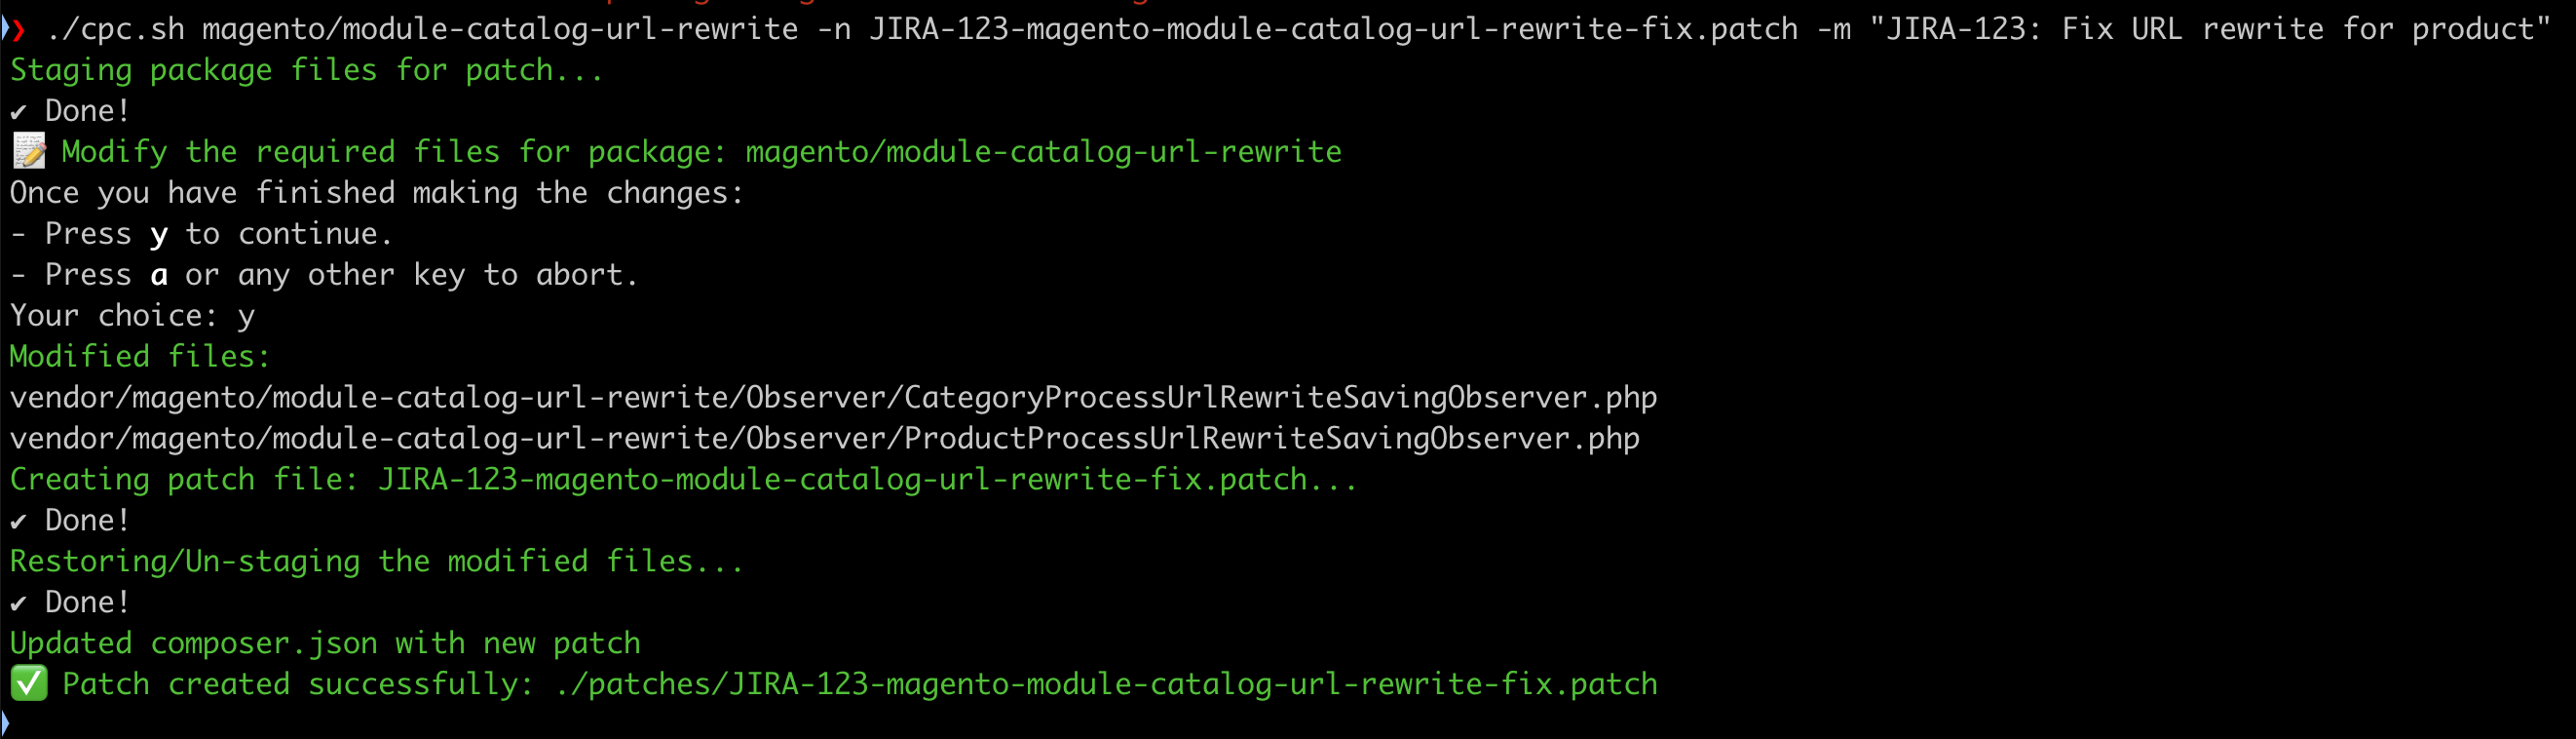 ❯ ./cpc.sh magento/module-catalog-url-rewrite -n JIRA-123-magento-module-catalog-url-rewrite-fix.patch -m "JIRA-123: Fix URL rewrite for product"
Staging package files for patch...
✔ Done!
📝 Modify the required files for package: magento/module-catalog-url-rewrite
Once you have finished making the changes:
- Press y to continue.
- Press a or any other key to abort.
Your choice: y
Modified files:
vendor/magento/module-catalog-url-rewrite/Observer/CategoryProcessUrlRewriteSavingObserver.php
vendor/magento/module-catalog-url-rewrite/Observer/ProductProcessUrlRewriteSavingObserver.php
Creating patch file: JIRA-123-magento-module-catalog-url-rewrite-fix.patch...
✔ Done!
Restoring/Un-staging the modified files...
✔ Done!
Updated composer.json with new patch
✅ Patch created successfully: ./patches/JIRA-123-magento-module-catalog-url-rewrite-fix.patch